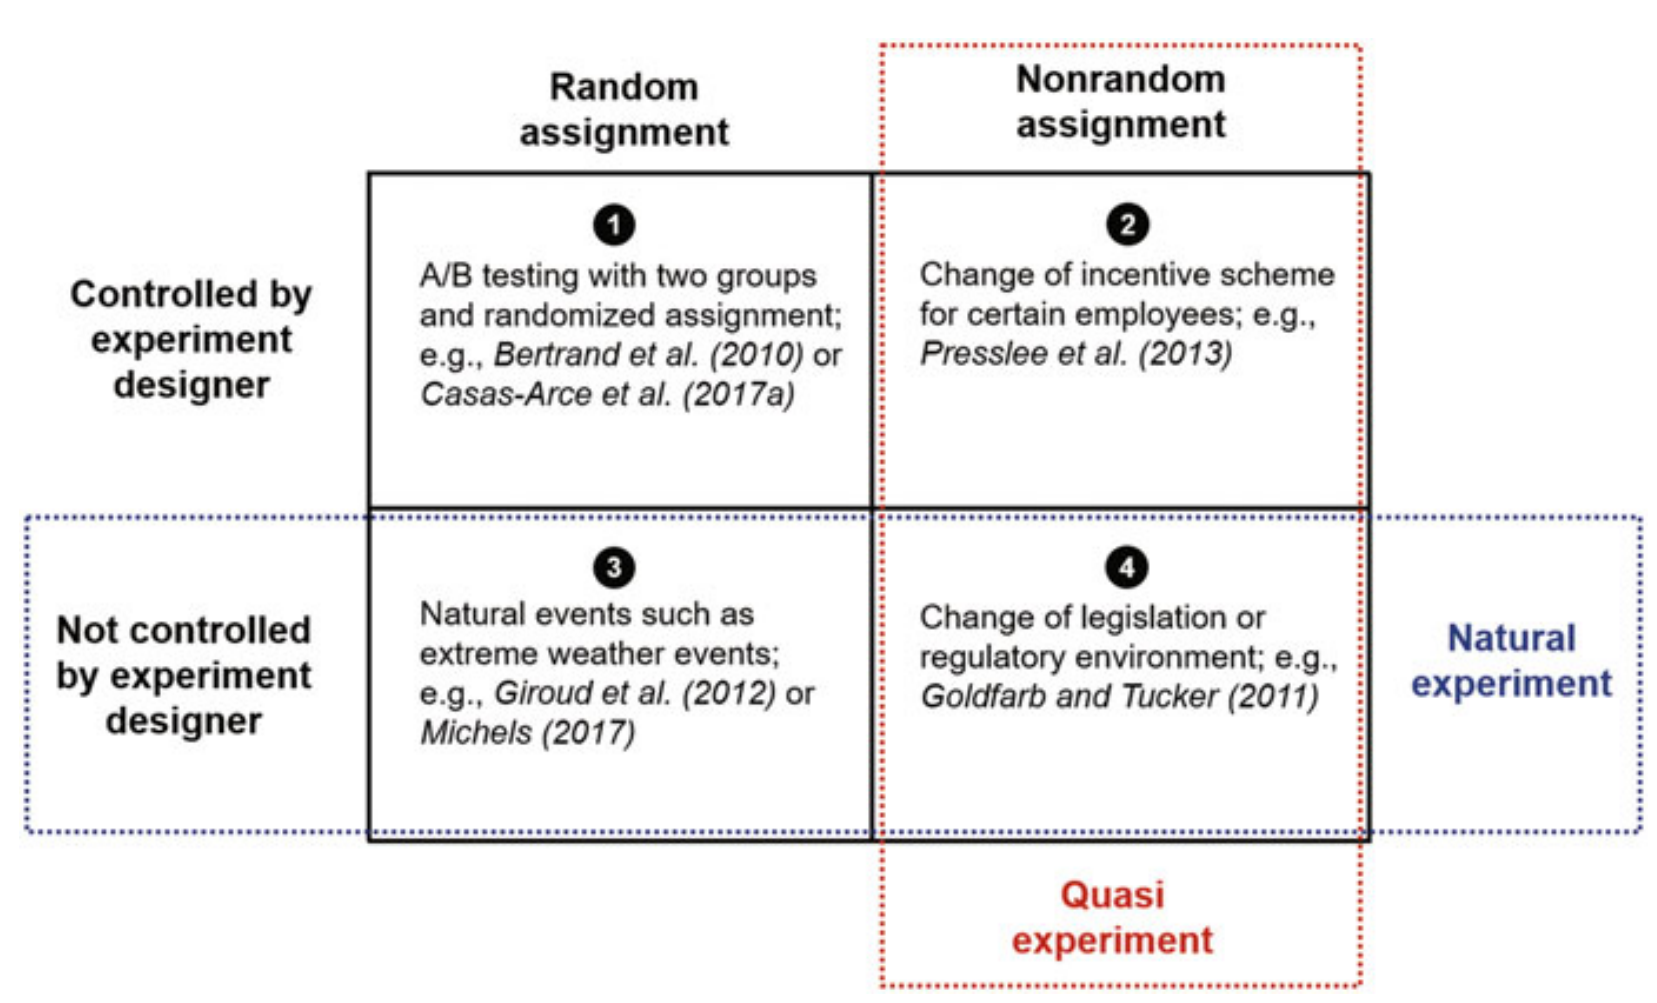 Random
assignment
Nonrandom
assignment
Controlled by
experiment
designer
1
A/B testing with two groups
and randomized assignment;
e.g., Bertrand et al. (2010) or
Casas-Arce et al. (2017a)
2
Change of incentive scheme
for certain employees; e.g.,
Presslee et al. (2013)
Not controlled
by experiment
designer
3
Natural events such as
extreme weather events;
e.g., Giroud et al. (2012) or
Michels (2017)
4
Change of legislation or
regulatory environment; e.g.,
Goldfarb and Tucker (2011)
Natural
experiment
Quasi
experiment